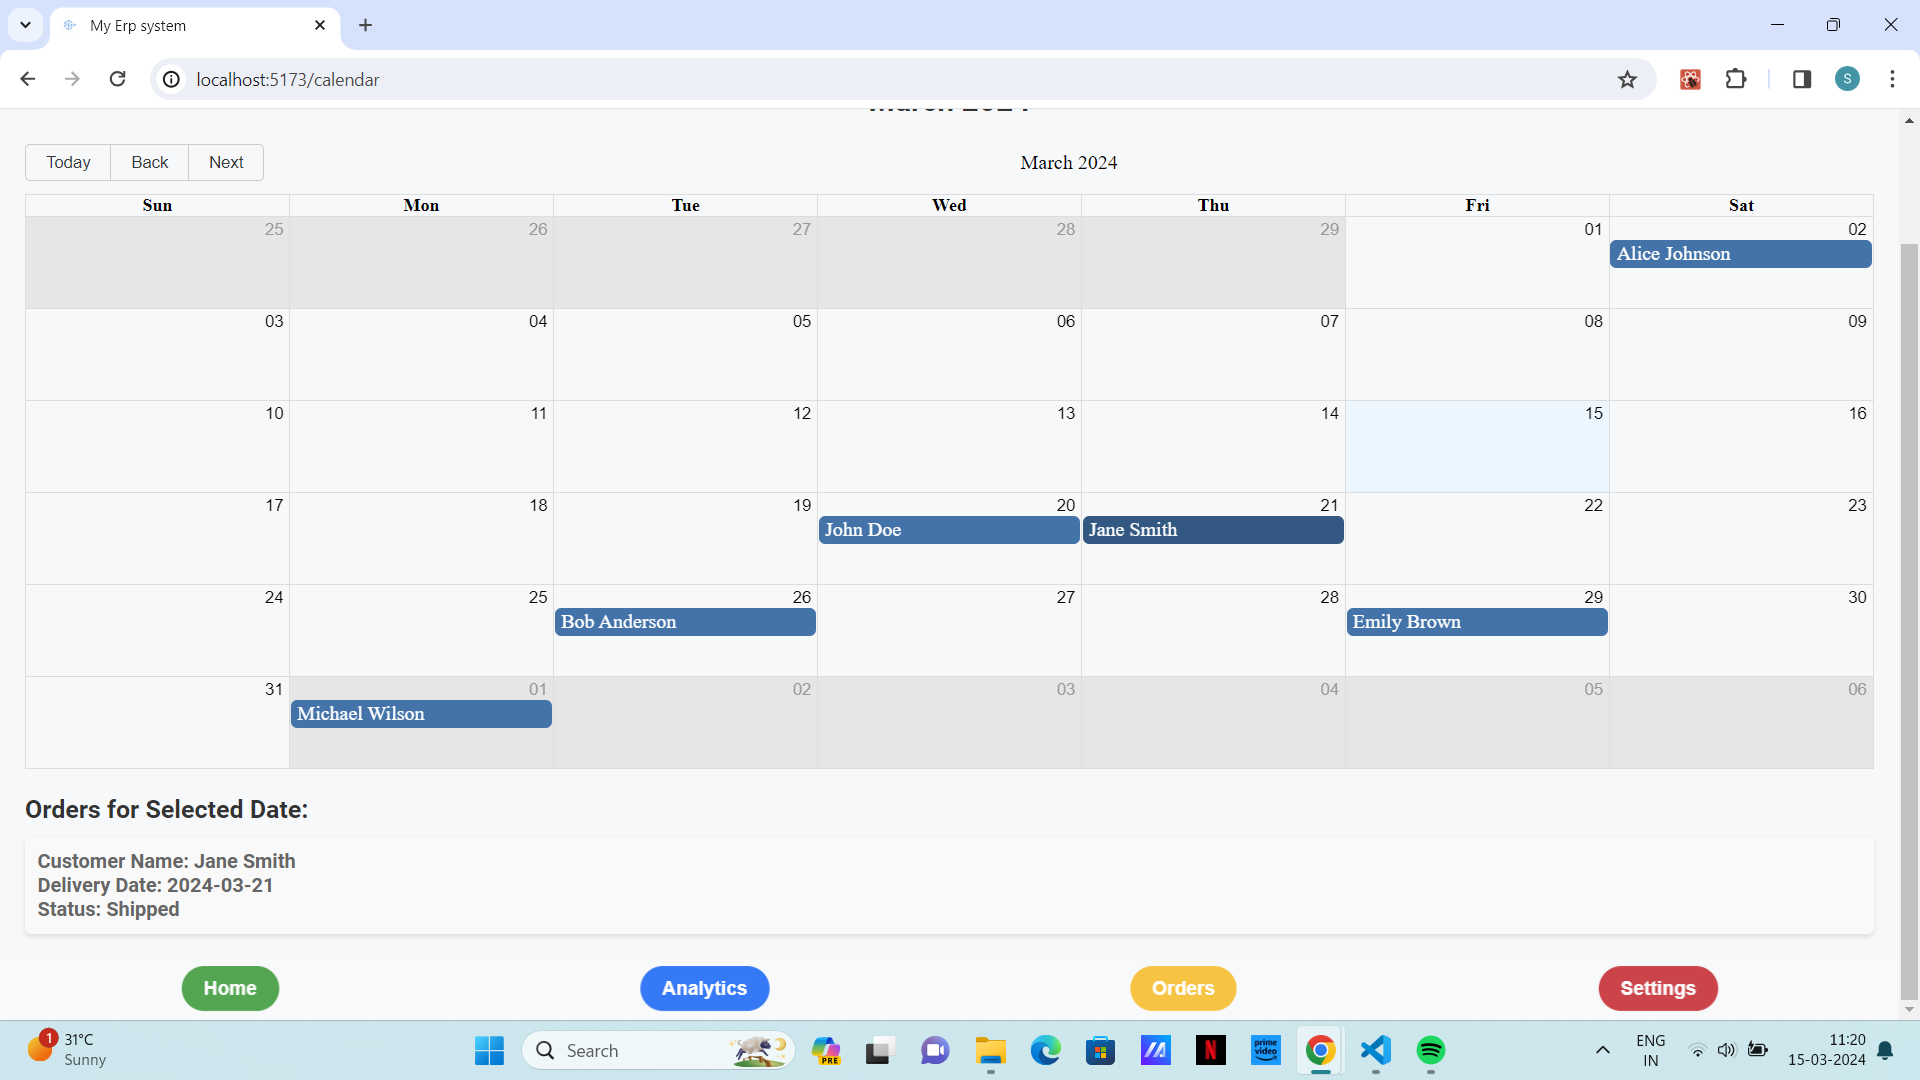 My Erp system
localhost:5173/calendar
S
March 2024
Today Back Next
March 2024
Sun Mon Tue Wed Thu Fri Sat
25 26 27 28 29 01 02
Alice Johnson
03 04 05 06 07 08 09
10 11 12 13 14 15 16
17 18 19 20 21 22 23
John Doe Jane Smith
24 25 26 27 28 29 30
Bob Anderson Emily Brown
31 01 02 03 04 05 06
Michael Wilson
Orders for Selected Date:
Customer Name: Jane Smith
Delivery Date: 2024-03-21
Status: Shipped
Home Analytics Orders Settings
1 31°C
Sunny
Search
PRE
N
prime video
ENG
IN
11:20
15-03-2024